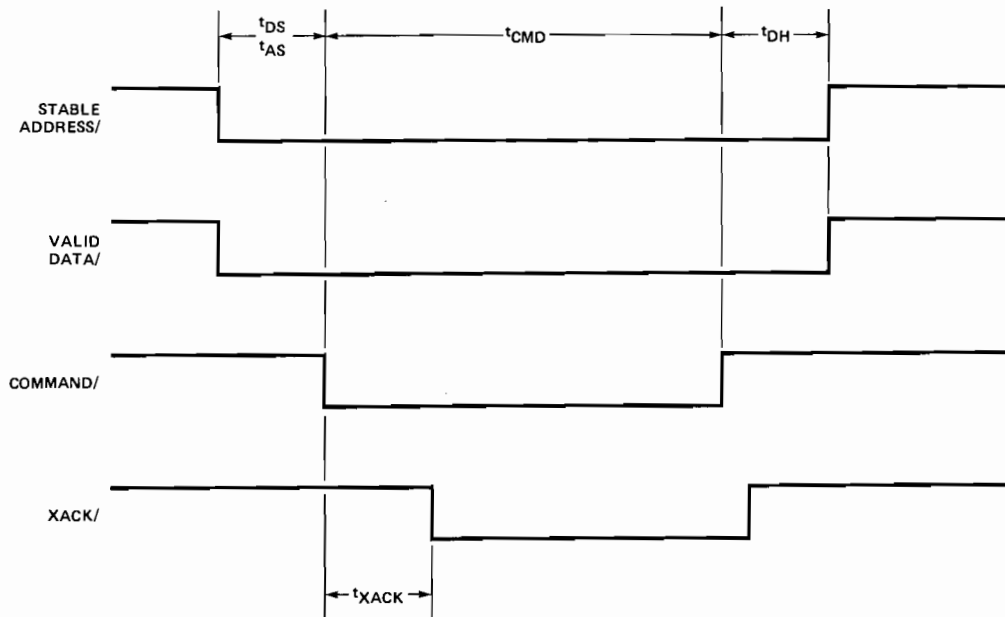 tDS
tAS
tCMD
tDH
STABLE
ADDRESS/
VALID
DATA/
COMMAND/
XACK/
tXACK